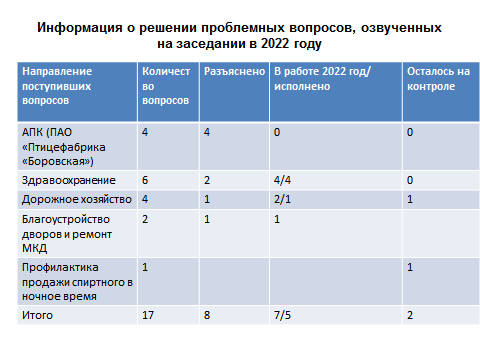 Информация о решении проблемных вопросов, озвученных
на заседании в 2022 году
Направление поступивших вопросов | Количест во вопросов | Разъяснено | В работе 2022 год/ исполнено | Осталось на контроле
АПК (ПАО «Птицефабрика «Боровская») | 4 | 4 | 0 | 0
Здравоохранение | 6 | 2 | 4/4 | 0
Дорожное хозяйство | 4 | 1 | 2/1 | 1
Благоустройство дворов и ремонт МКД | 2 | 1 | 1
Профилактика продажи спиртного в ночное время | 1 | | | 1
Итого | 17 | 8 | 7/5 | 2